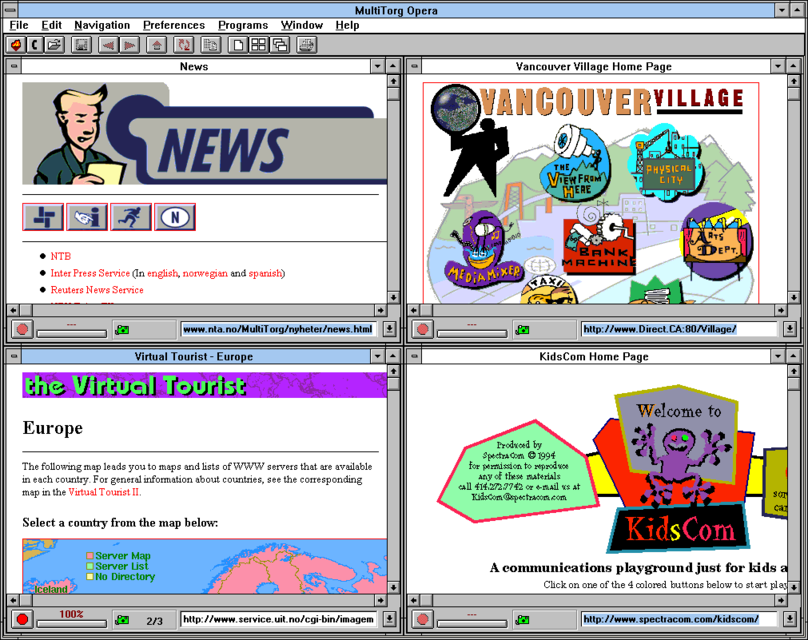 MultiTorg Opera
File Edit Navigation Preferences Programs Window Help
News
NEWS
N
NTB
Inter Press Service (In english, norwegian and spanish)
Reuters News Service
www.nta.no/MultiTorg/nyheter/news.html
Vancouver Village Home Page
VANCOUVER VILLAGE
THE VIEW FROM HERE
PHYSICAL CITY
MEDIA MIXER
BANK MACHINE
ARTS DEPT.
TAXI
http://www.Direct.CA:80/Village/
Virtual Tourist - Europe
the Virtual Tourist
Europe
The following map leads you to maps and lists of WWW servers that are available
in each country. For general information about countries, see the corresponding
map in the Virtual Tourist II.
Select a country from the map below:
Server Map
Server List
No Directory
Iceland
100%
2/3
http://www.service.uit.no/cgi-bin/imagem
KidsCom Home Page
Produced by
SpectraCom © 1994
for permission to reproduce
any of these materials
call 414.272.7742 or e-mail us at
KidsCom@spectracom.com
Welcome to
KidsCom
A communications playground just for kids a
Click on one of the 4 colored buttons below to start play
http://www.spectracom.com/kidscom/